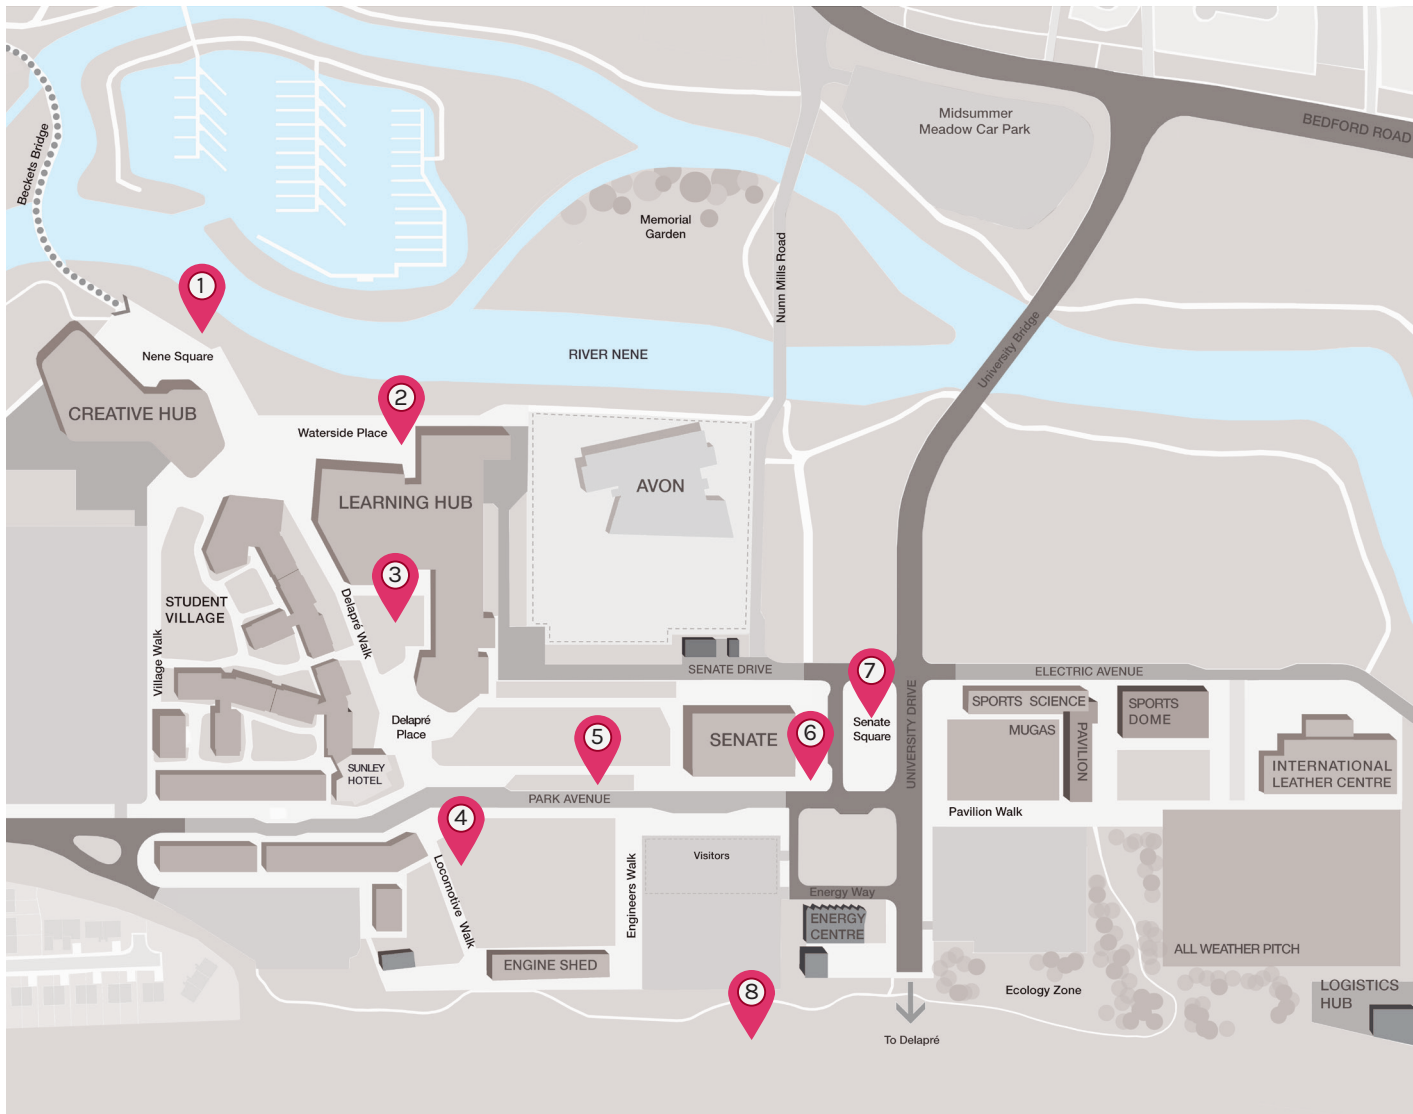 BEDFORD ROAD
Midsummer
Meadow Car Park
Beckets Bridge
Memorial
Garden
Nunn Mills Road
1
University Bridge
Nene Square
RIVER NENE
2
CREATIVE HUB
Waterside Place
AVON
LEARNING HUB
3
STUDENT
VILLAGE
Delapré Walk
Village Walk
SENATE DRIVE
7
ELECTRIC AVENUE
SPORTS SCIENCE
SPORTS
DOME
Delapré
Place
5
SENATE
6
Senate
Square
UNIVERSITY DRIVE
MUGAS
PAVILION
SUNLEY
HOTEL
INTERNATIONAL
LEATHER CENTRE
PARK AVENUE
Pavilion Walk
4
Visitors
Locomotive Walk
Engineers Walk
Energy Way
ENERGY
CENTRE
ENGINE SHED
ALL WEATHER PITCH
8
Ecology Zone
LOGISTICS
HUB
To Delapré